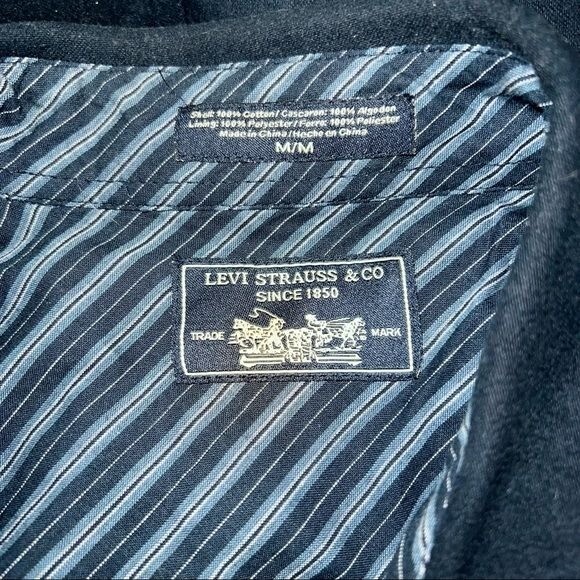 Shell: 100% Cotton / Cascaron: 100% Algodon
Lining: 100% Polyester / Forro: 100% Poliester
Made in China / Hecho en China
M/M
LEVI STRAUSS & CO
SINCE 1850
TRADE MARK